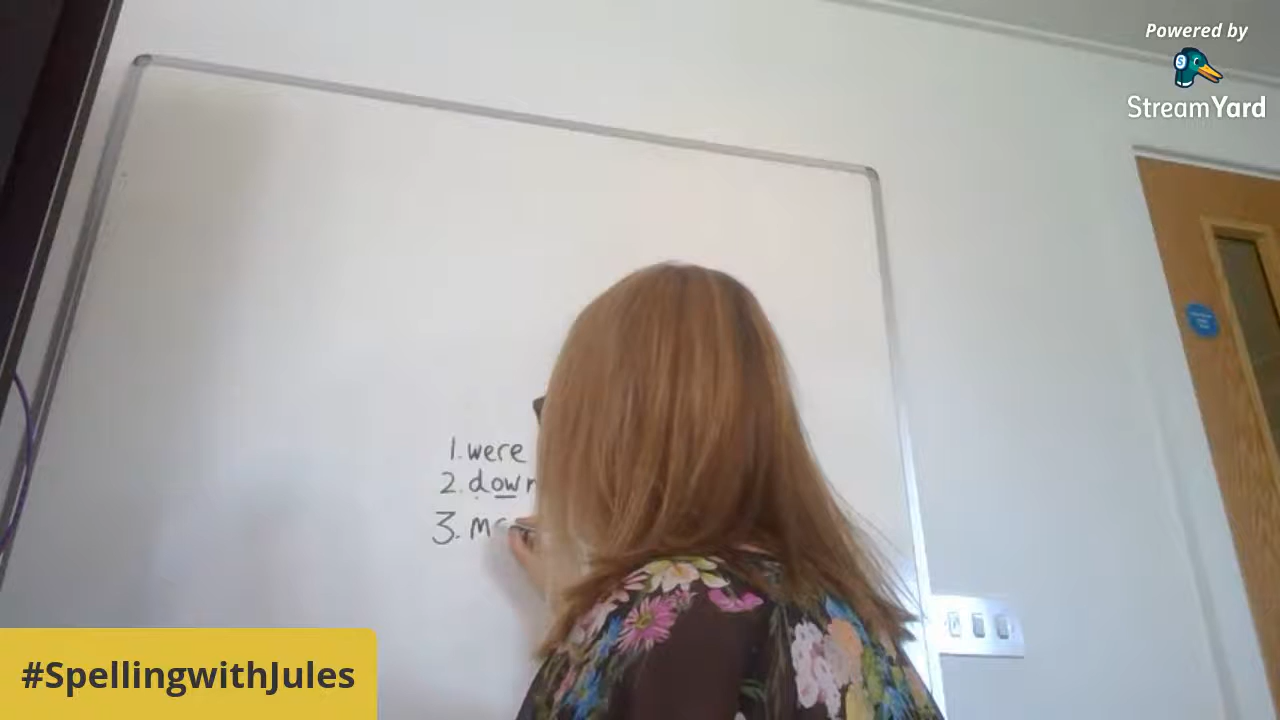 Powered by
StreamYard
1. were
2. down
3.
#SpellingwithJules